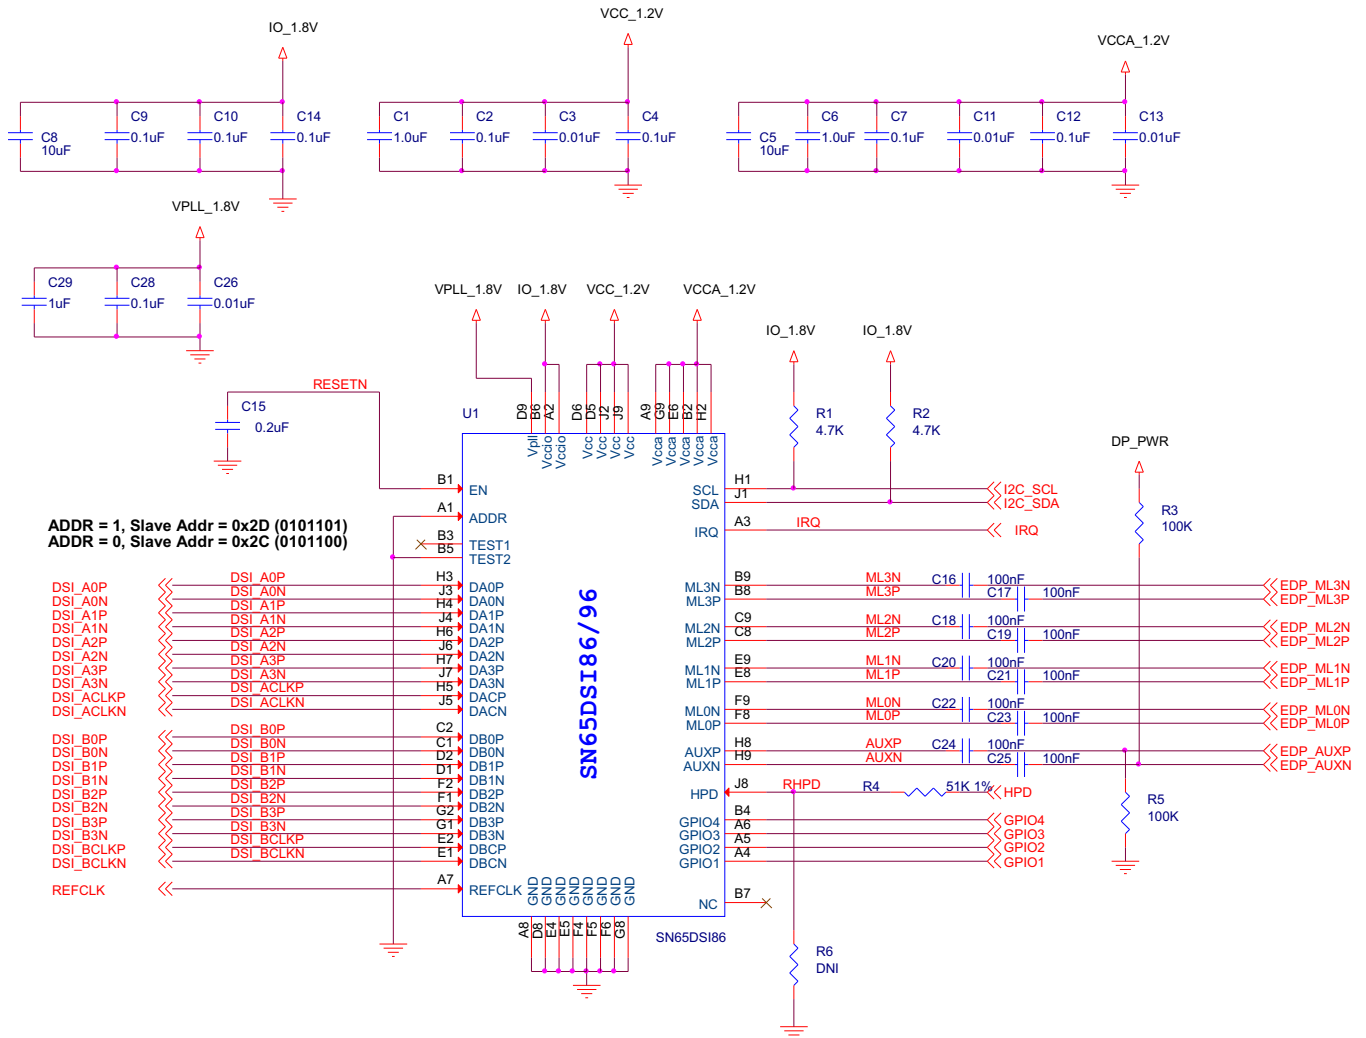 IO_1.8V
VCC_1.2V
VCCA_1.2V
C8
10uF
C9
0.1uF
C10
0.1uF
C14
0.1uF
C1
1.0uF
C2
0.1uF
C3
0.01uF
C4
0.1uF
C5
10uF
C6
1.0uF
C7
0.1uF
C11
0.01uF
C12
0.1uF
C13
0.01uF
VPLL_1.8V
C29
1uF
C28
0.1uF
C26
0.01uF
VPLL_1.8V
IO_1.8V
VCC_1.2V
VCCA_1.2V
IO_1.8V
IO_1.8V
RESETN
C15
0.2uF
U1
D9
B6
A2
D6
D5
J2
J9
A9
G9
E6
B2
H2
Vpll
Vccio
Vccio
Vcc
Vcc
Vcc
Vcc
Vcca
Vcca
Vcca
Vcca
Vcca
R1
4.7K
R2
4.7K
DP_PWR
R3
100K
ADDR = 1, Slave Addr = 0x2D (0101101)
ADDR = 0, Slave Addr = 0x2C (0101100)
B1 EN
A1 ADDR
B3 TEST1
B5 TEST2
DSI_A0P DSI_A0P H3 DA0P
DSI_A0N DSI_A0N J3 DA0N
DSI_A1P DSI_A1P H4 DA1P
DSI_A1N DSI_A1N J4 DA1N
DSI_A2P DSI_A2P H6 DA2P
DSI_A2N DSI_A2N J6 DA2N
DSI_A3P DSI_A3P H7 DA3P
DSI_A3N DSI_A3N J7 DA3N
DSI_ACLKP DSI_ACLKP H5 DACP
DSI_ACLKN DSI_ACLKN J5 DACN
DSI_B0P DSI_B0P C2 DB0P
DSI_B0N DSI_B0N C1 DB0N
DSI_B1P DSI_B1P D2 DB1P
DSI_B1N DSI_B1N D1 DB1N
DSI_B2P DSI_B2P F2 DB2P
DSI_B2N DSI_B2N F1 DB2N
DSI_B3P DSI_B3P G2 DB3P
DSI_B3N DSI_B3N G1 DB3N
DSI_BCLKP DSI_BCLKP E2 DBCP
DSI_BCLKN DSI_BCLKN E1 DBCN
REFCLK A7 REFCLK
SN65DSI86/96
SCL H1 I2C_SCL
SDA J1 I2C_SDA
IRQ A3 IRQ IRQ
ML3N B9 ML3N C16 100nF EDP_ML3N
ML3P B8 ML3P C17 100nF EDP_ML3P
ML2N C9 ML2N C18 100nF EDP_ML2N
ML2P C8 ML2P C19 100nF EDP_ML2P
ML1N E9 ML1N C20 100nF EDP_ML1N
ML1P E8 ML1P C21 100nF EDP_ML1P
ML0N F9 ML0N C22 100nF EDP_ML0N
ML0P F8 ML0P C23 100nF EDP_ML0P
AUXP H8 AUXP C24 100nF EDP_AUXP
AUXN H9 AUXN C25 100nF EDP_AUXN
HPD J8 RHPD R4 51K 1% HPD
GPIO4 B4 GPIO4
GPIO3 A6 GPIO3
GPIO2 A5 GPIO2
GPIO1 A4 GPIO1
NC B7
R5
100K
GND
GND
GND
GND
GND
GND
GND
GND
A8
D8
E4
E5
F4
F5
F6
G8
SN65DSI86
R6
DNI